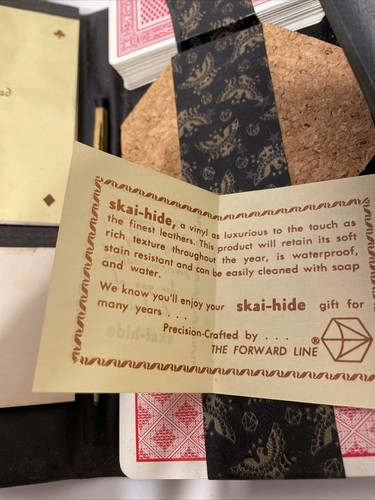 skai-hide, a vinyl as luxurious to the touch as
the finest leathers. This product will retain its soft
rich texture throughout the year, is waterproof,
stain resistant and can be easily cleaned with soap
and water.
We know you'll enjoy your skai-hide gift for
many years . . . .
Precision-Crafted by . . . .
THE FORWARD LINE ®